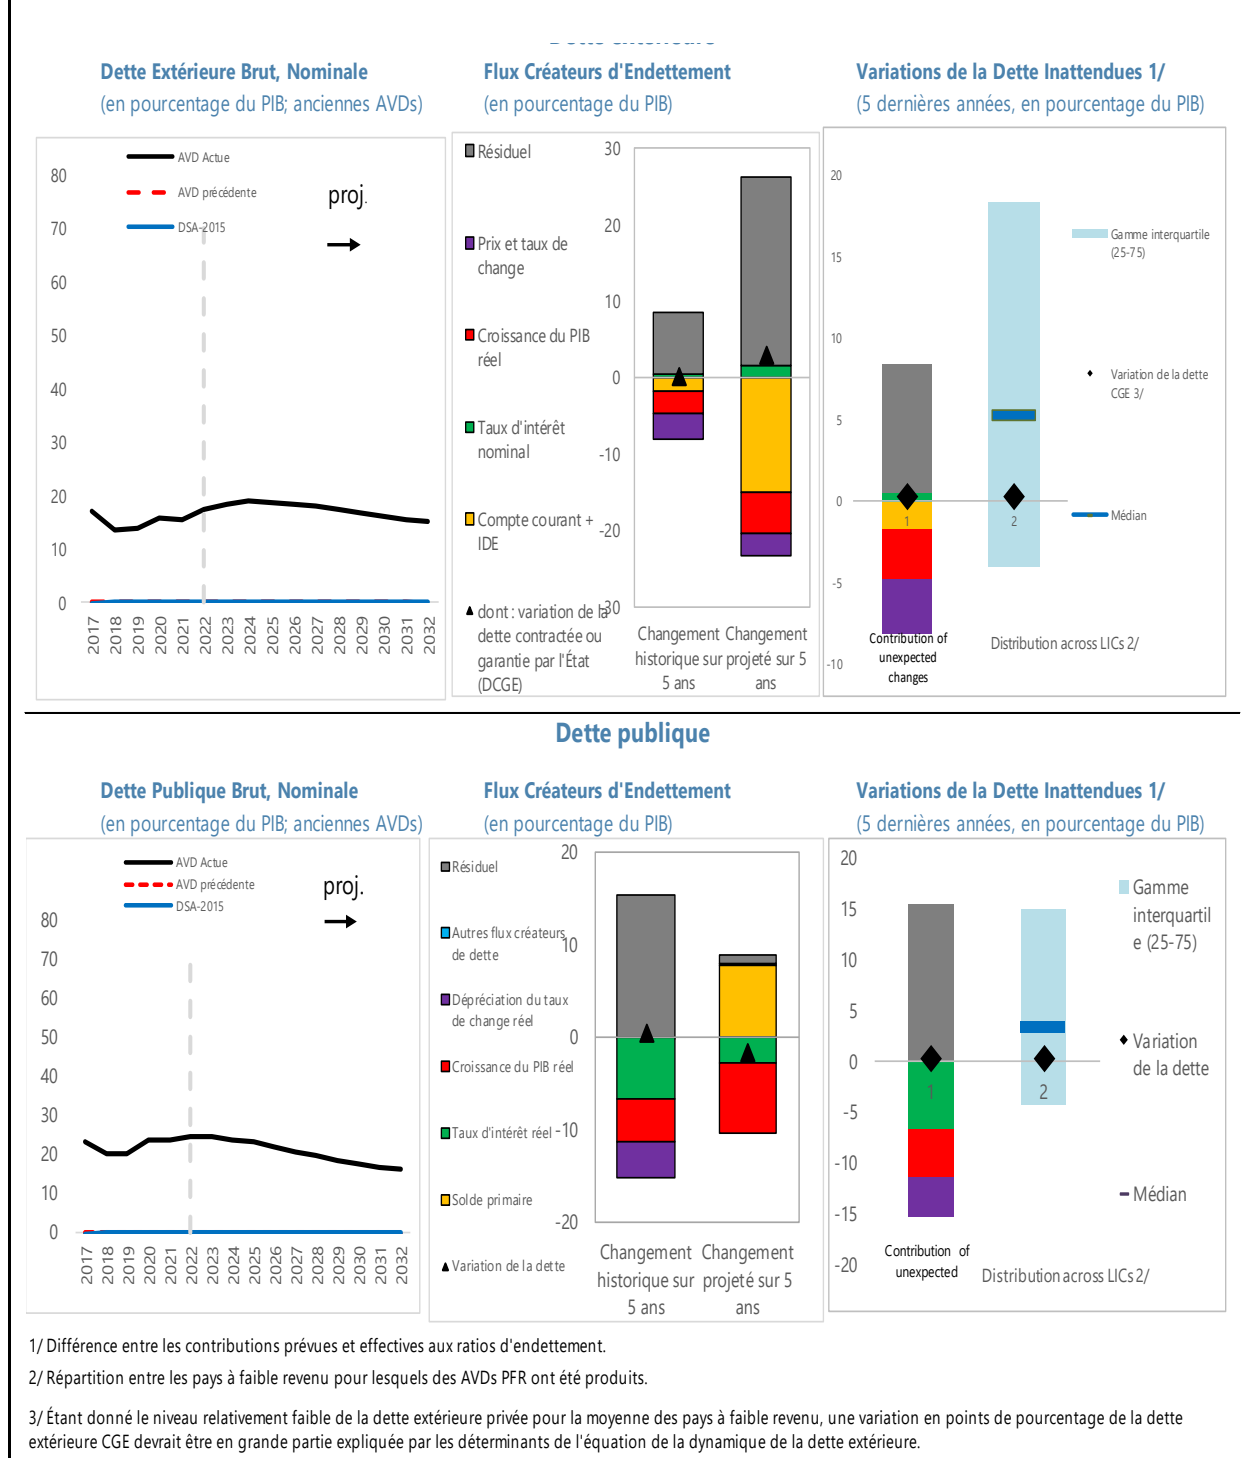 Dette extérieure
Dette Extérieure Brut, Nominale
(en pourcentage du PIB; anciennes AVDs)
AVD Actue
AVD précédente
DSA-2015
proj.
80
70
60
50
40
30
20
10
0
2017
2018
2019
2020
2021
2022
2023
2024
2025
2026
2027
2028
2029
2030
2031
2032
Flux Créateurs d'Endettement
(en pourcentage du PIB)
Résiduel
Prix et taux de
change
Croissance du PIB
réel
Taux d'intérêt
nominal
Compte courant +
IDE
dont : variation de la
dette contractée ou
garantie par l'État
(DCGE)
30
20
10
0
-10
-20
-30
Changement
historique sur
5 ans
Changement
projeté sur 5
ans
Variations de la Dette Inattendues 1/
(5 dernières années, en pourcentage du PIB)
20
15
10
5
0
-5
-10
1
2
Gamme interquartile
(25-75)
Variation de la dette
CGE 3/
Médian
Contribution of
unexpected
changes
Distribution across LICs 2/
Dette publique
Dette Publique Brut, Nominale
(en pourcentage du PIB; anciennes AVDs)
AVD Actue
AVD précédente
DSA-2015
proj.
80
70
60
50
40
30
20
10
0
2017
2018
2019
2020
2021
2022
2023
2024
2025
2026
2027
2028
2029
2030
2031
2032
Flux Créateurs d'Endettement
(en pourcentage du PIB)
Résiduel
Autres flux créateurs
de dette
Dépréciation du taux
de change réel
Croissance du PIB réel
Taux d'intérêt réel
Solde primaire
Variation de la dette
20
10
0
-10
-20
Changement
historique sur
5 ans
Changement
projeté sur 5
ans
Variations de la Dette Inattendues 1/
(5 dernières années, en pourcentage du PIB)
20
15
10
5
0
-5
-10
-15
-20
1
2
Gamme
interquartil
e (25-75)
Variation
de la dette
Médian
Contribution of
unexpected
Distribution across LICs 2/
1/ Différence entre les contributions prévues et effectives aux ratios d'endettement.
2/ Répartition entre les pays à faible revenu pour lesquels des AVDs PFR ont été produits.
3/ Étant donné le niveau relativement faible de la dette extérieure privée pour la moyenne des pays à faible revenu, une variation en points de pourcentage de la dette
extérieure CGE devrait être en grande partie expliquée par les déterminants de l'équation de la dynamique de la dette extérieure.